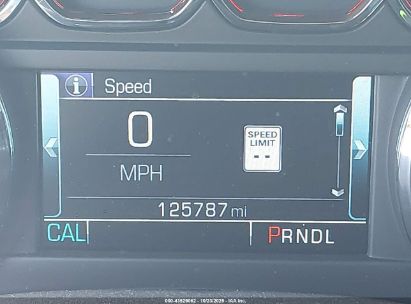 i Speed
0
SPEED
LIMIT
--
MPH
125787 mi
CAL PRNDL